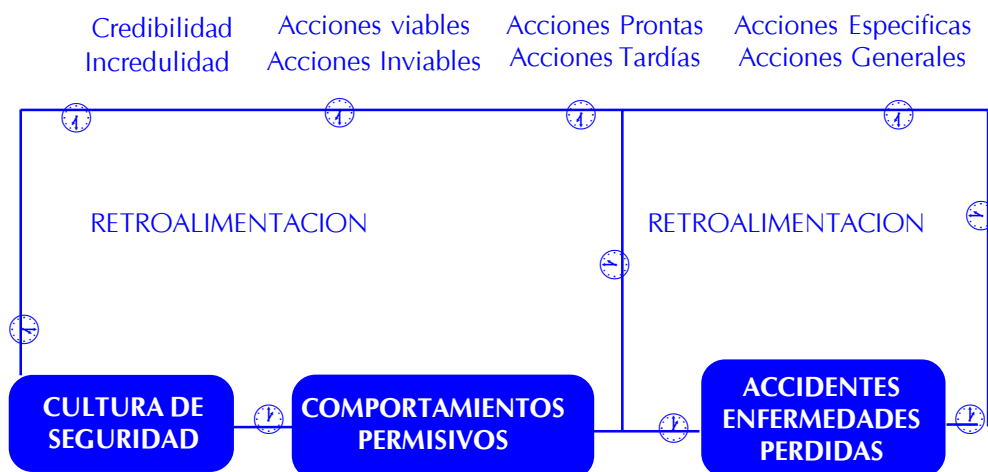 Credibilidad
Incredulidad
Acciones viables
Acciones Inviables
Acciones Prontas
Acciones Tardías
Acciones Especificas
Acciones Generales
RETROALIMENTACION
RETROALIMENTACION
CULTURA DE
SEGURIDAD
COMPORTAMIENTOS
PERMISIVOS
ACCIDENTES
ENFERMEDADES
PERDIDAS